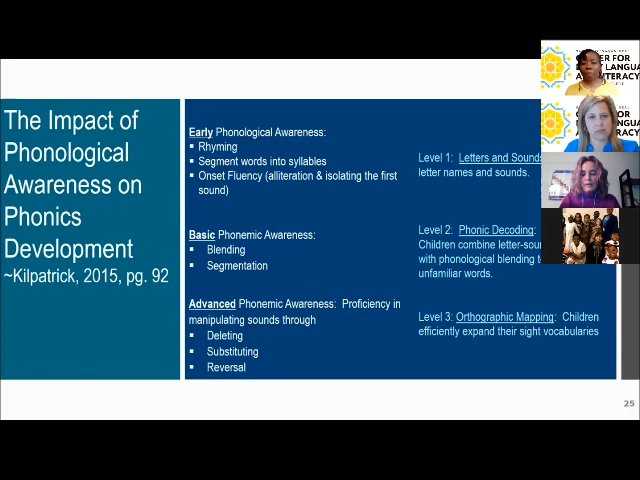 The Impact of
Phonological
Awareness on
Phonics
Development
~Kilpatrick, 2015, pg. 92
Early Phonological Awareness:
▪ Rhyming
▪ Segment words into syllables
▪ Onset Fluency (alliteration & isolating the first
sound)
Basic Phonemic Awareness:
▪ Blending
▪ Segmentation
Advanced Phonemic Awareness: Proficiency in
manipulating sounds through
▪ Deleting
▪ Substituting
▪ Reversal
Level 1: Letters and Sounds
letter names and sounds.
Level 2: Phonic Decoding:
Children combine letter-sou
with phonological blending t
unfamiliar words.
Level 3: Orthographic Mapping: Children
efficiently expand their sight vocabularies
25